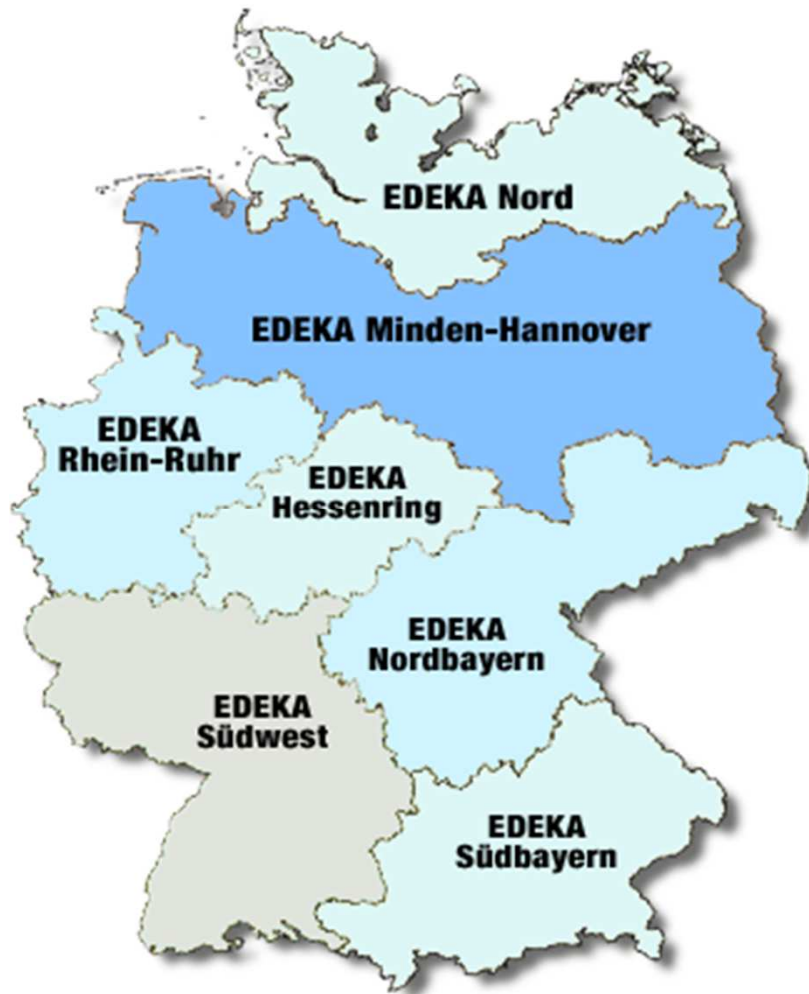 EDEKA Nord
EDEKA Minden-Hannover
EDEKA
Rhein-Ruhr
EDEKA
Hessenring
EDEKA
Nordbayern
EDEKA
Südwest
EDEKA
Südbayern